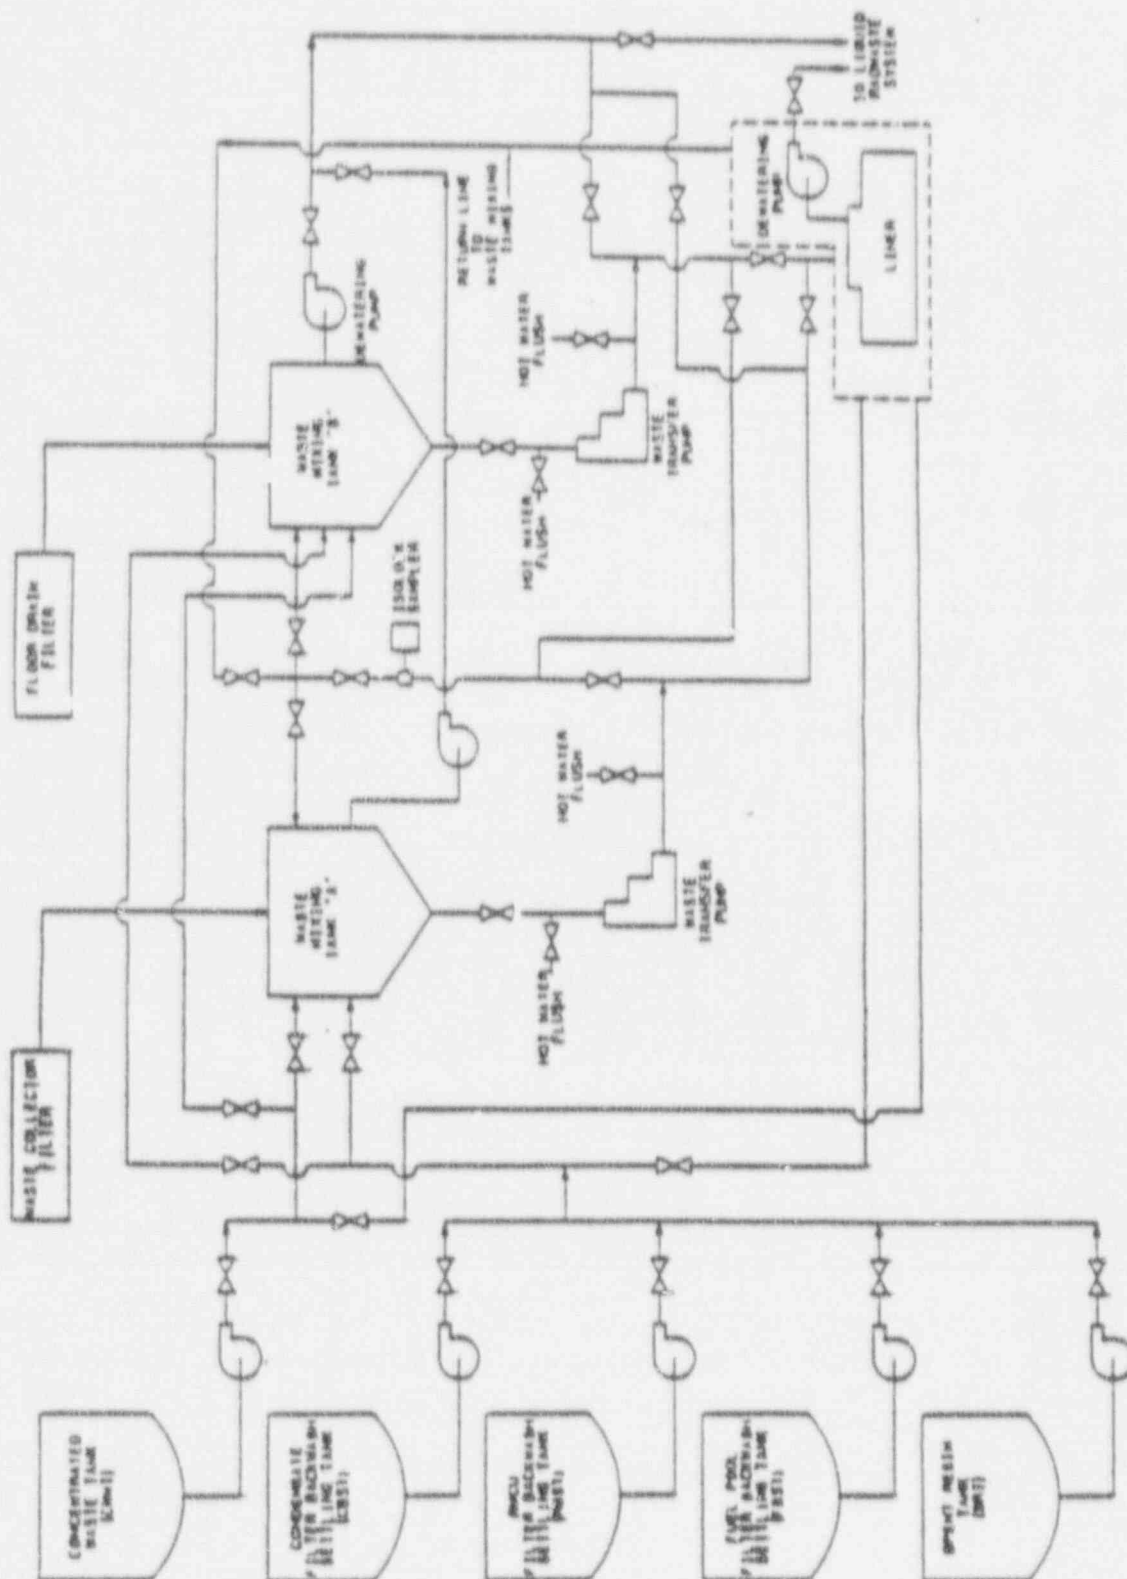 WASTE COLLECTOR
FILTER
FLOOR DRAIN
FILTER
CONCENTRATED
WASTE TANK
CONDENSATE
FILTER BACKWASH
SETTLING TANK
(CBST)
RWCU
FILTER BACKWASH
SETTLING TANK
FUEL POOL
FILTER BACKWASH
SETTLING TANK
SPENT RESIN
TANK
(SRT)
WASTE
MIXING
TANK "A"
WASTE
MIXING
TANK "B"
DEWATERING
PUMP
ISOLOK
SAMPLER
RETURN LINE
TO
WASTE MIXING
TANKS
HOT WATER
FLUSH
HOT WATER
FLUSH
HOT WATER
FLUSH
HOT WATER
FLUSH
WASTE
TRANSFER
PUMP
WASTE
TRANSFER
PUMP
DEWATERING
PUMP
LINER
TO LIQUID
RADWASTE
SYSTEM